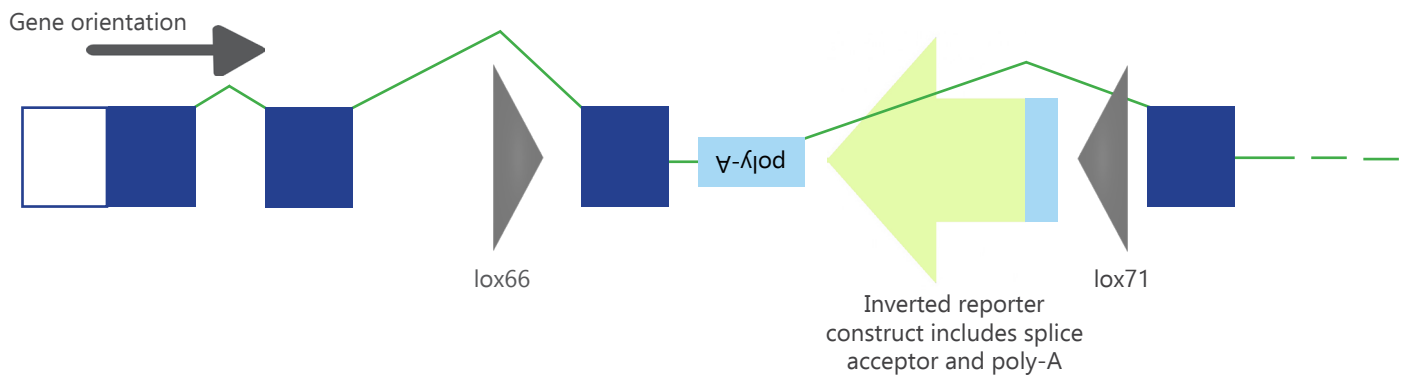 Gene orientation
poly-A
lox66
lox71
Inverted reporter
construct includes splice
acceptor and poly-A